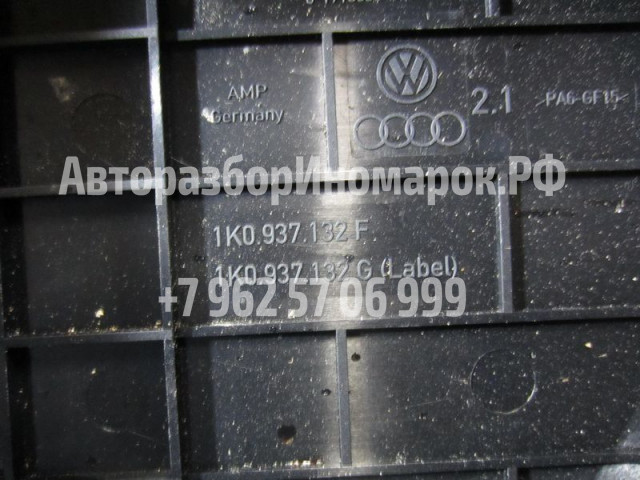 AMP
Germany
2.1
>PA6-GF15<
АвторазборИномарок.РФ
1K0.937.132 F
1K0.937.132 G (Label)
+7 962 57 06 999